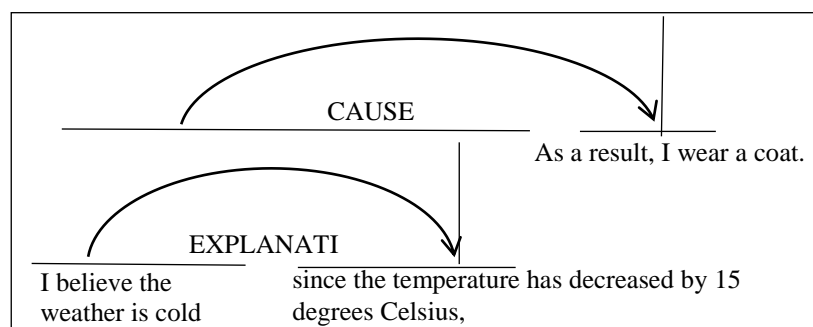 CAUSE
As a result, I wear a coat.
EXPLANATI
I believe the
weather is cold
since the temperature has decreased by 15
degrees Celsius,